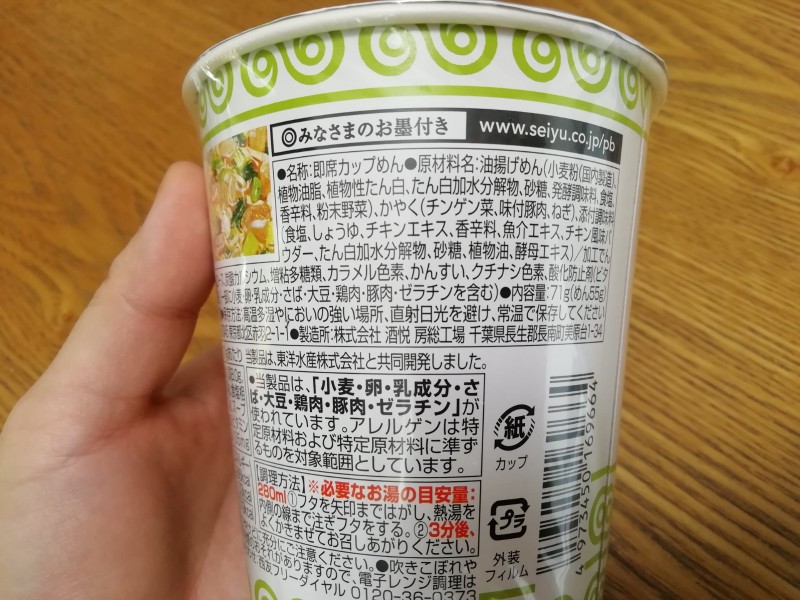 ◎みなさまのお墨付き www.seiyu.co.jp/pb
●名称:即席カップめん●原材料名:油揚げめん(小麦粉(国内製造)、
植物油脂、植物性たん白、たん白加水分解物、砂糖、発酵調味料、食塩、
香辛料、粉末野菜)、かやく(チンゲン菜、味付豚肉、ねぎ)、添付調味料
(食塩、しょうゆ、チキンエキス、香辛料、魚介エキス、チキン風味パ
ウダー、たん白加水分解物、砂糖、植物油、酵母エキス)/加工でん
シウム、増粘多糖類、カラメル色素、かんすい、クチナシ色素、酸化防止剤(ビタ
小麦・卵・乳成分・さば・大豆・鶏肉・豚肉・ゼラチンを含む)●内容量:71g(めん55g)
方法:高温多湿やにおいの強い場所、直射日光を避け、常温で保存してください
北区赤羽2-1-1●製造所:株式会社 酒悦 房総工場 千葉県長生郡長南町美原台1-34
当製品は、東洋水産株式会社と共同開発しました。
●当製品は、「小麦・卵・乳成分・さ
ば・大豆・鶏肉・豚肉・ゼラチン」が
使われています。アレルゲンは特
定原材料および特定原材料に準ず
るものを対象範囲としています。
紙
カップ
プラ
外装
フィルム
4973450169664
【調理方法】※必要なお湯の目安量:
280ml ①フタを矢印まではがし、熱湯を
内側の線まで注ぎフタをする。②3分後、
よくかきまぜてお召しあがりください。
充分にご注意ください。●吹きこぼれや
ありますので、電子レンジ調理は
フリーダイヤル 0120-36-0373